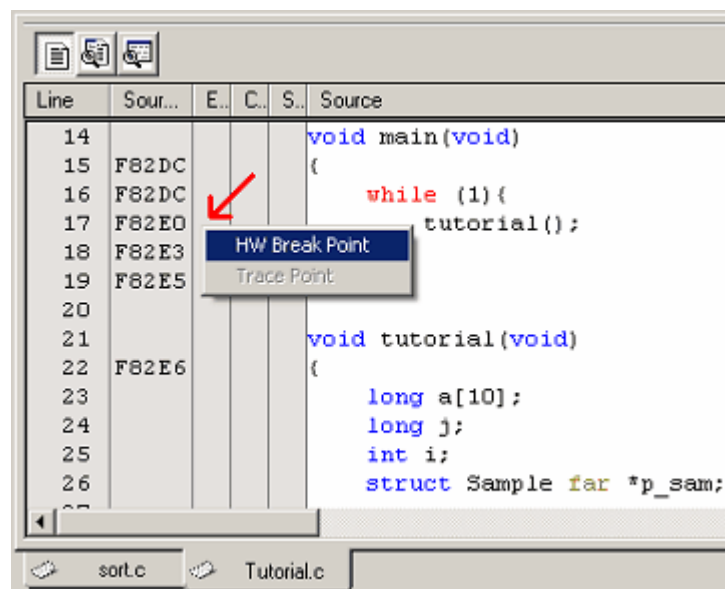 Line Sour... E.. C.. S.. Source
14 void main(void)
15 F82DC {
16 F82DC while (1){
17 F82E0 tutorial();
18 F82E3
19 F82E5
HW Break Point
Trace Point
20
21 void tutorial(void)
22 F82E6 {
23 long a[10];
24 long j;
25 int i;
26 struct Sample far *p_sam;
sort.c Tutorial.c